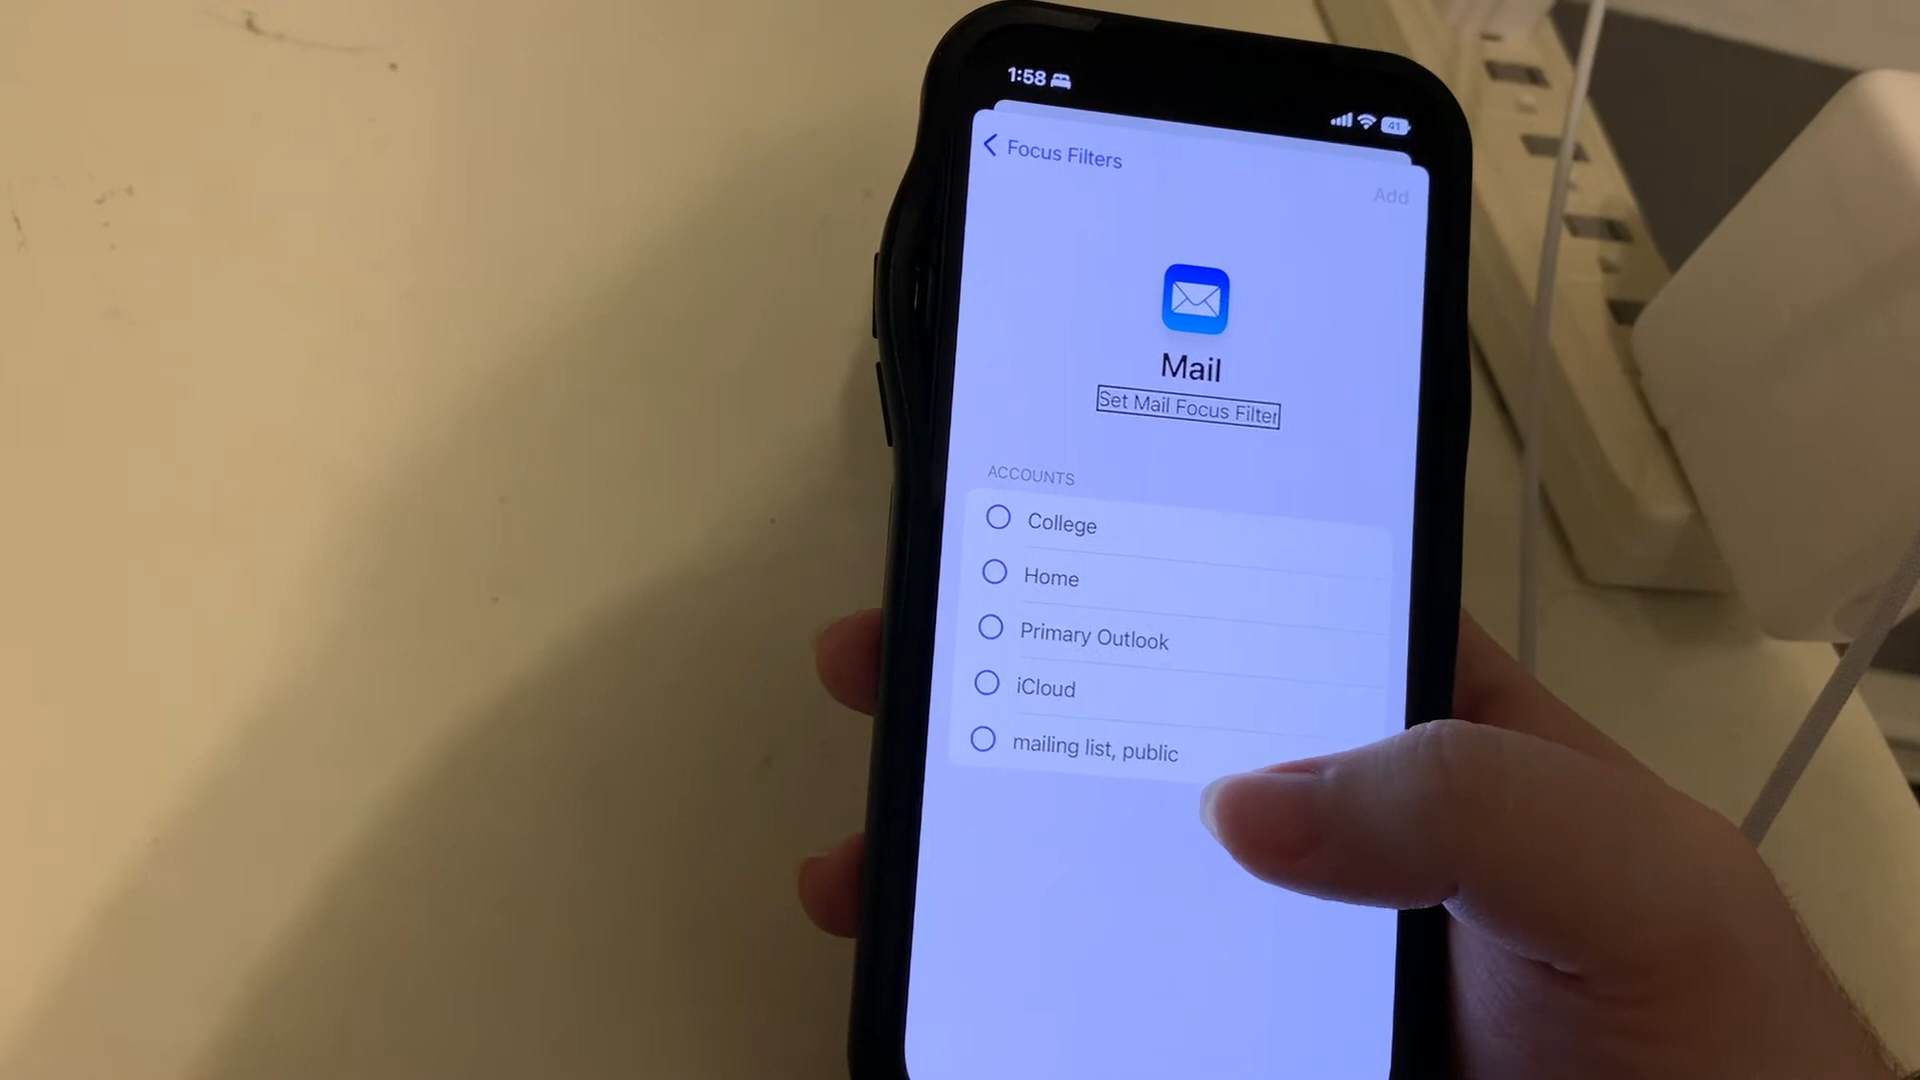 1:58
41
Focus Filters
Add
Mail
Set Mail Focus Filter
ACCOUNTS
College
Home
Primary Outlook
iCloud
mailing list, public